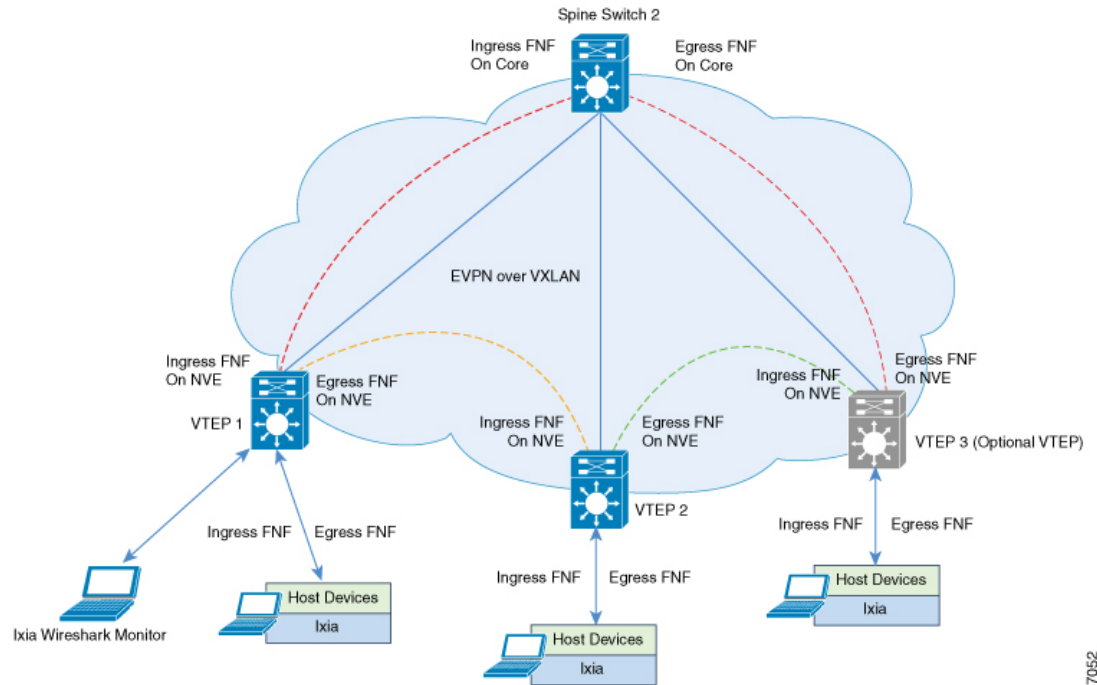 Spine Switch 2
Ingress FNF
On Core
Egress FNF
On Core
EVPN over VXLAN
Ingress FNF
On NVE
Egress FNF
On NVE
VTEP 1
Ingress FNF
On NVE
Egress FNF
On NVE
VTEP 2
Ingress FNF
On NVE
Egress FNF
On NVE
VTEP 3 (Optional VTEP)
Ingress FNF
Egress FNF
Ingress FNF
Egress FNF
Ingress FNF
Egress FNF
Ixia Wireshark Monitor
Host Devices
Ixia
Host Devices
Ixia
Host Devices
Ixia
7052